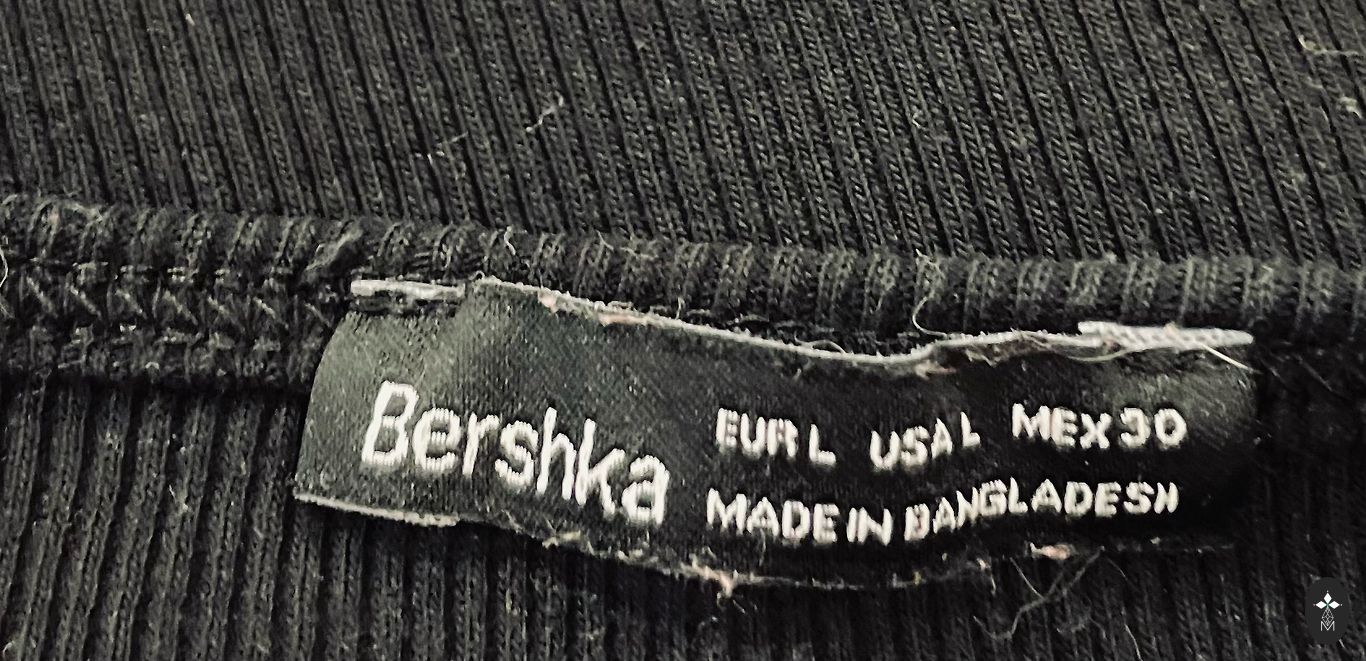 Bershka
EUR L USA L MEX 30
MADE IN BANGLADESH
M